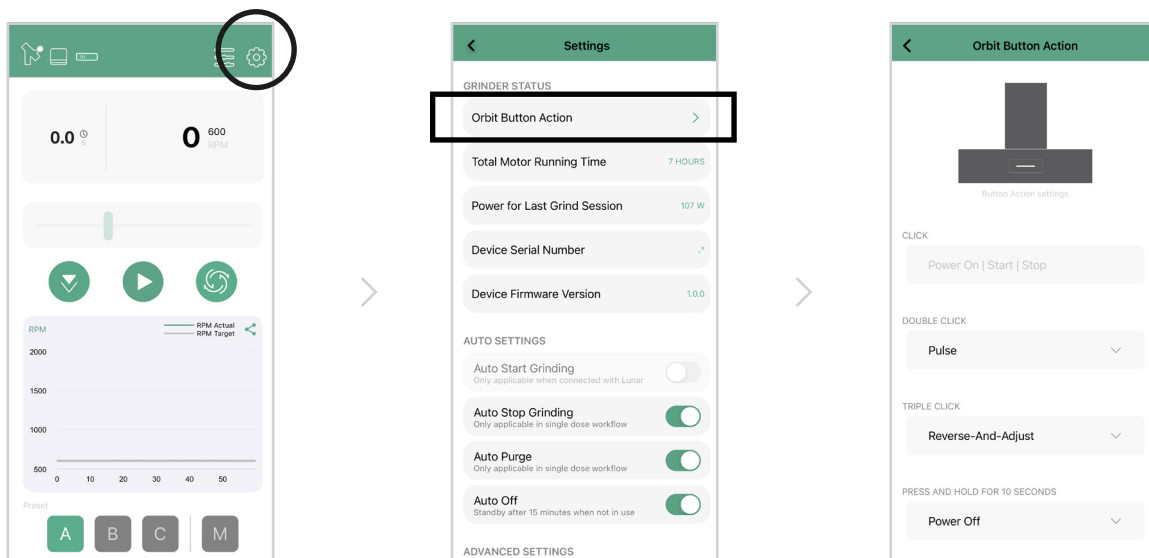 0.0
s
0
600
RPM
RPM
RPM Actual
RPM Target
2000
1500
1000
500
0 10 20 30 40 50
Preset
A B C M
Settings
GRINDER STATUS
Orbit Button Action
Total Motor Running Time 7 HOURS
Power for Last Grind Session 107 W
Device Serial Number
Device Firmware Version 1.0.0
AUTO SETTINGS
Auto Start Grinding
Only applicable when connected with Lunar
Auto Stop Grinding
Only applicable in single dose workflow
Auto Purge
Only applicable in single dose workflow
Auto Off
Standby after 15 minutes when not in use
ADVANCED SETTINGS
Orbit Button Action
Button Action settings
CLICK
Power On | Start | Stop
DOUBLE CLICK
Pulse
TRIPLE CLICK
Reverse-And-Adjust
PRESS AND HOLD FOR 10 SECONDS
Power Off